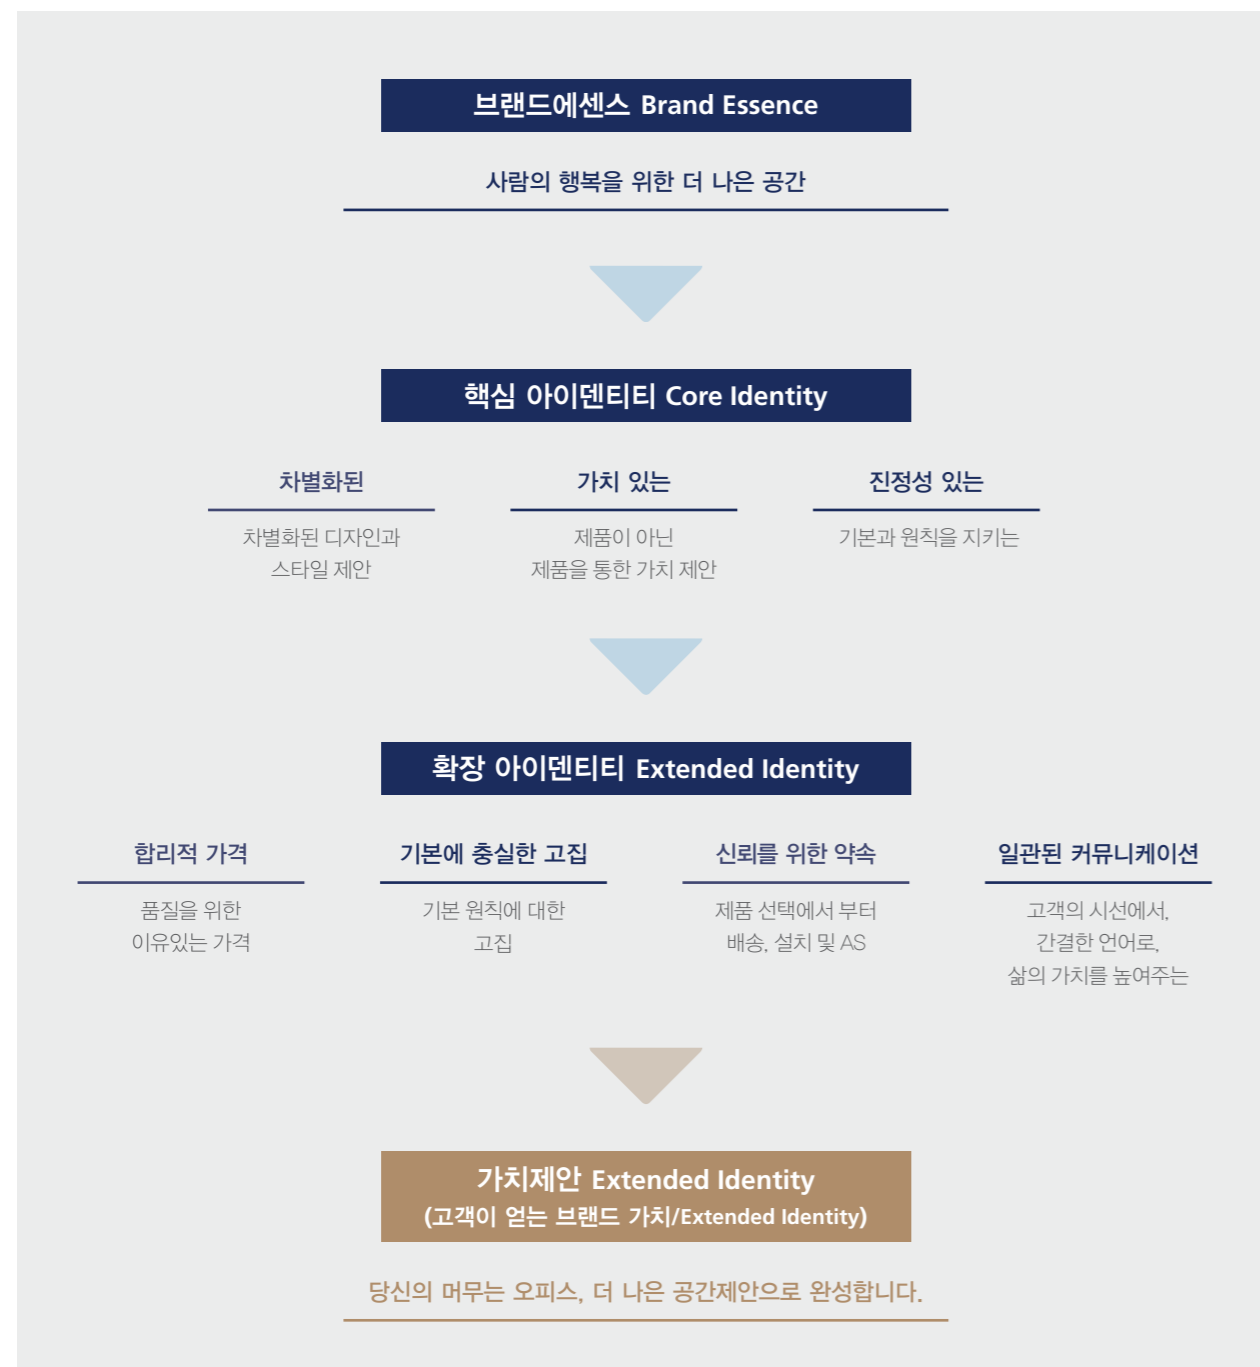 브랜드에센스 Brand Essence
사람의 행복을 위한 더 나은 공간
핵심 아이덴티티 Core Identity
차별화된
차별화된 디자인과
스타일 제안
가치 있는
제품이 아닌
제품을 통한 가치 제안
진정성 있는
기본과 원칙을 지키는
확장 아이덴티티 Extended Identity
합리적 가격
품질을 위한
이유있는 가격
기본에 충실한 고집
기본 원칙에 대한
고집
신뢰를 위한 약속
제품 선택에서 부터
배송, 설치 및 AS
일관된 커뮤니케이션
고객의 시선에서,
간결한 언어로,
삶의 가치를 높여주는
가치제안 Extended Identity
(고객이 얻는 브랜드 가치/Extended Identity)
당신의 머무는 오피스, 더 나은 공간제안으로 완성합니다.